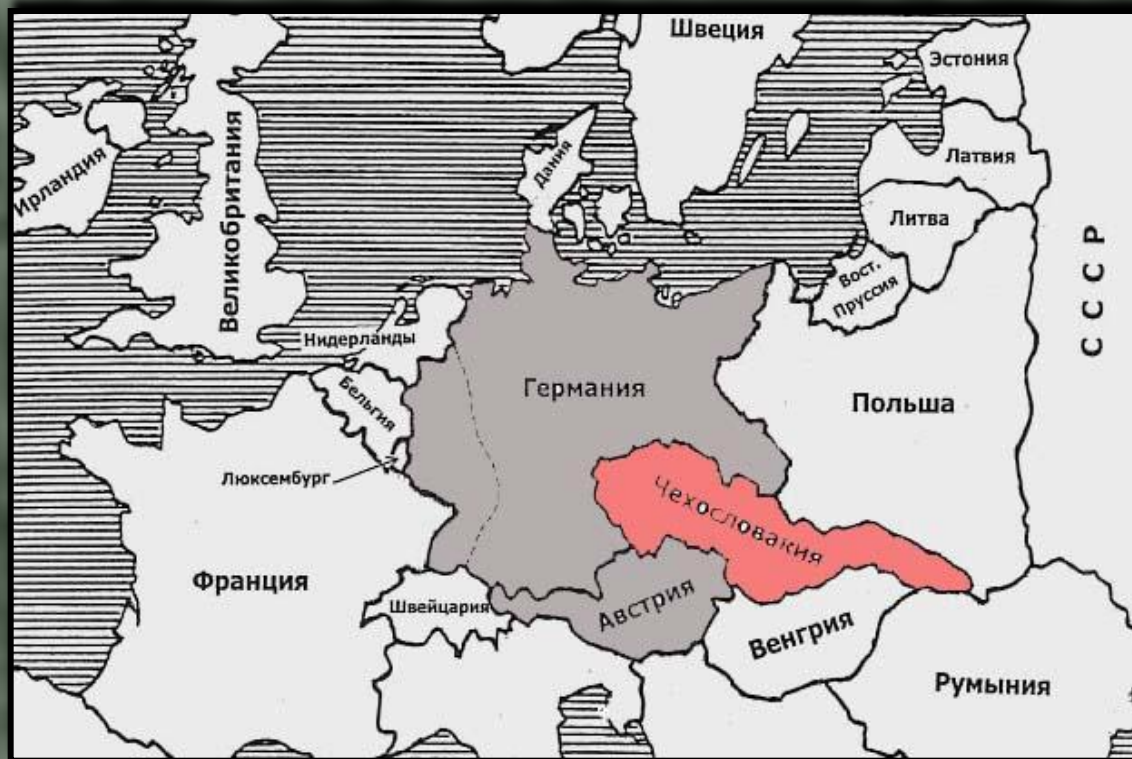 Швеция
Эстония
Латвия
Литва
Вост.
Пруссия
СССР
Ирландия
Великобритания
Дания
Нидерланды
Бельгия
Люксембург
Германия
Польша
Чехословакия
Франция
Швейцария
Австрия
Венгрия
Румыния